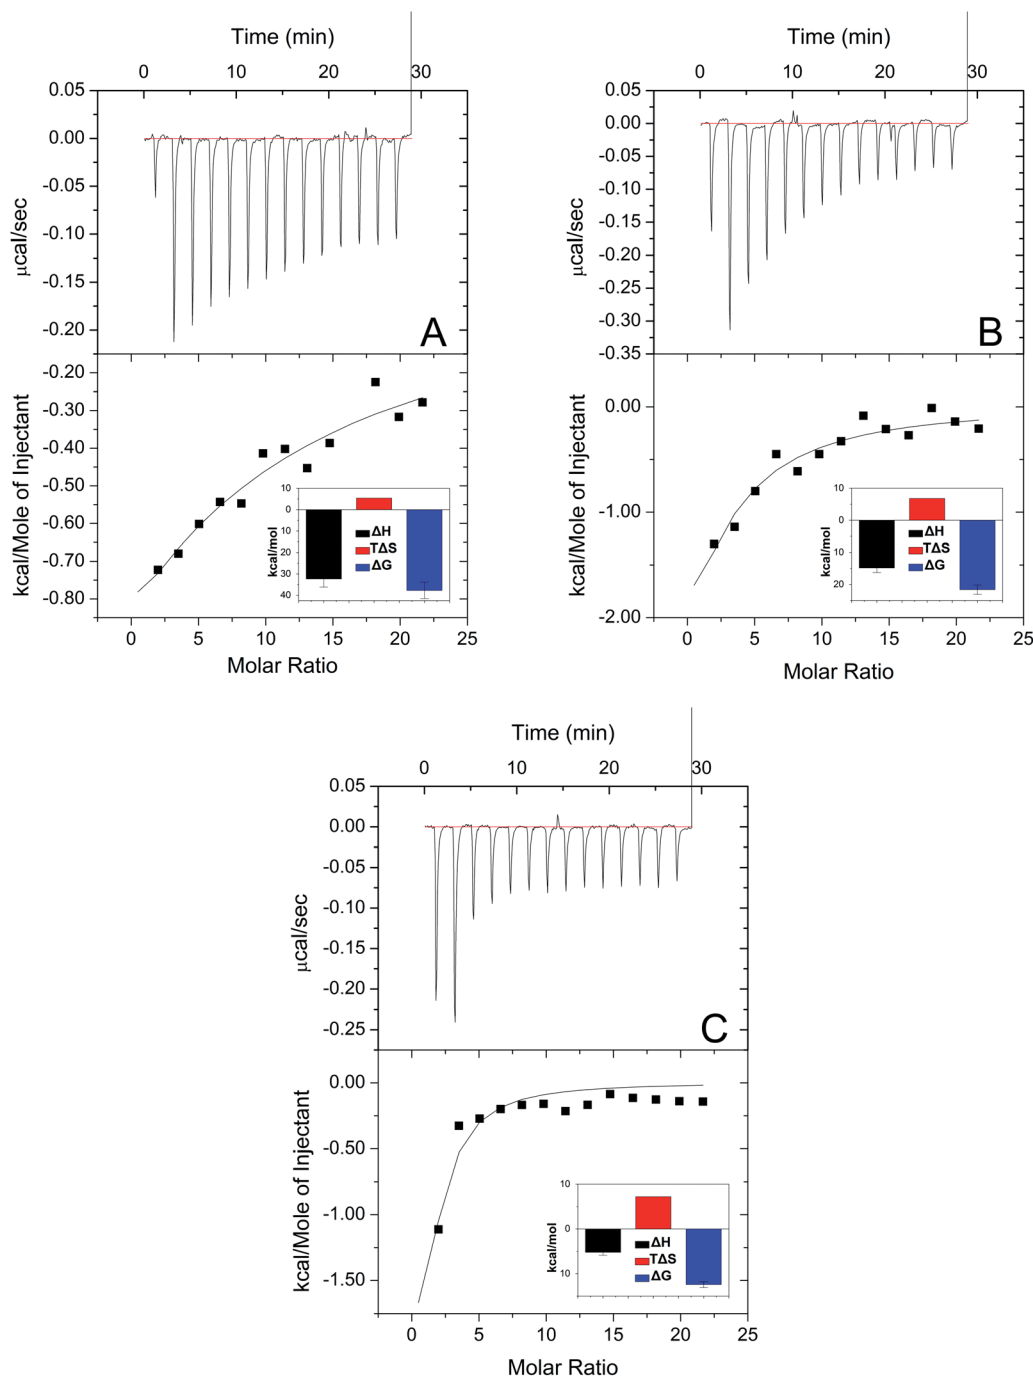 Time (min)
0 10 20 30
0.05
0.00
-0.05
-0.10
-0.15
-0.20
μcal/sec
A
-0.20
-0.30
-0.40
-0.50
-0.60
-0.70
-0.80
kcal/Mole of Injectant
10
0
10
20
30
40
kcal/mol
ΔH
TΔS
ΔG
0 5 10 15 20 25
Molar Ratio
Time (min)
0 10 20 30
0.05
0.00
-0.05
-0.10
-0.15
-0.20
-0.25
-0.30
-0.35
μcal/sec
B
0.00
-1.00
-2.00
kcal/Mole of Injectant
10
0
10
20
kcal/mol
ΔH
TΔS
ΔG
0 5 10 15 20 25
Molar Ratio
Time (min)
0 10 20 30
0.05
0.00
-0.05
-0.10
-0.15
-0.20
-0.25
μcal/sec
C
0.00
-0.50
-1.00
-1.50
kcal/Mole of Injectant
10
0
10
kcal/mol
ΔH
TΔS
ΔG
0 5 10 15 20 25
Molar Ratio